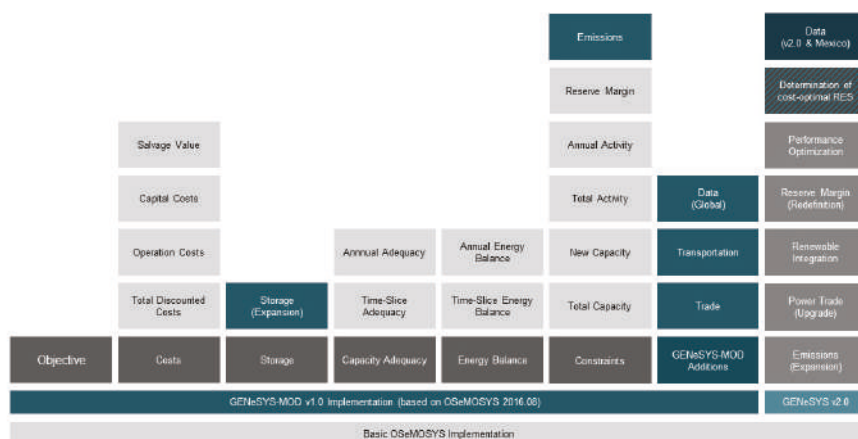 Emissions
Data
(v2.0 & Mexico)
Reserve Margin
Determination of
cost-optimal RES
Salvage Value
Annual Activity
Performance
Optimization
Capital Costs
Total Activity
Data
(Global)
Reserve Margin
(Redefinition)
Operation Costs
Annnual Adequacy
Annual Energy
Balance
New Capacity
Transportation
Renewable
Integration
Total Discounted
Costs
Storage
(Expansion)
Time-Slice
Adequacy
Time-Slice Energy
Balance
Total Capacity
Trade
Power Trade
(Upgrade)
Objective
Costs
Storage
Capacity Adequacy
Energy Balance
Constraints
GENeSYS-MOD
Additions
Emissions
(Expansion)
GENeSYS-MOD v1.0 Implementation (based on OSeMOSYS 2016.08)
GENeSYS v2.0
Basic OSeMOSYS Implementation